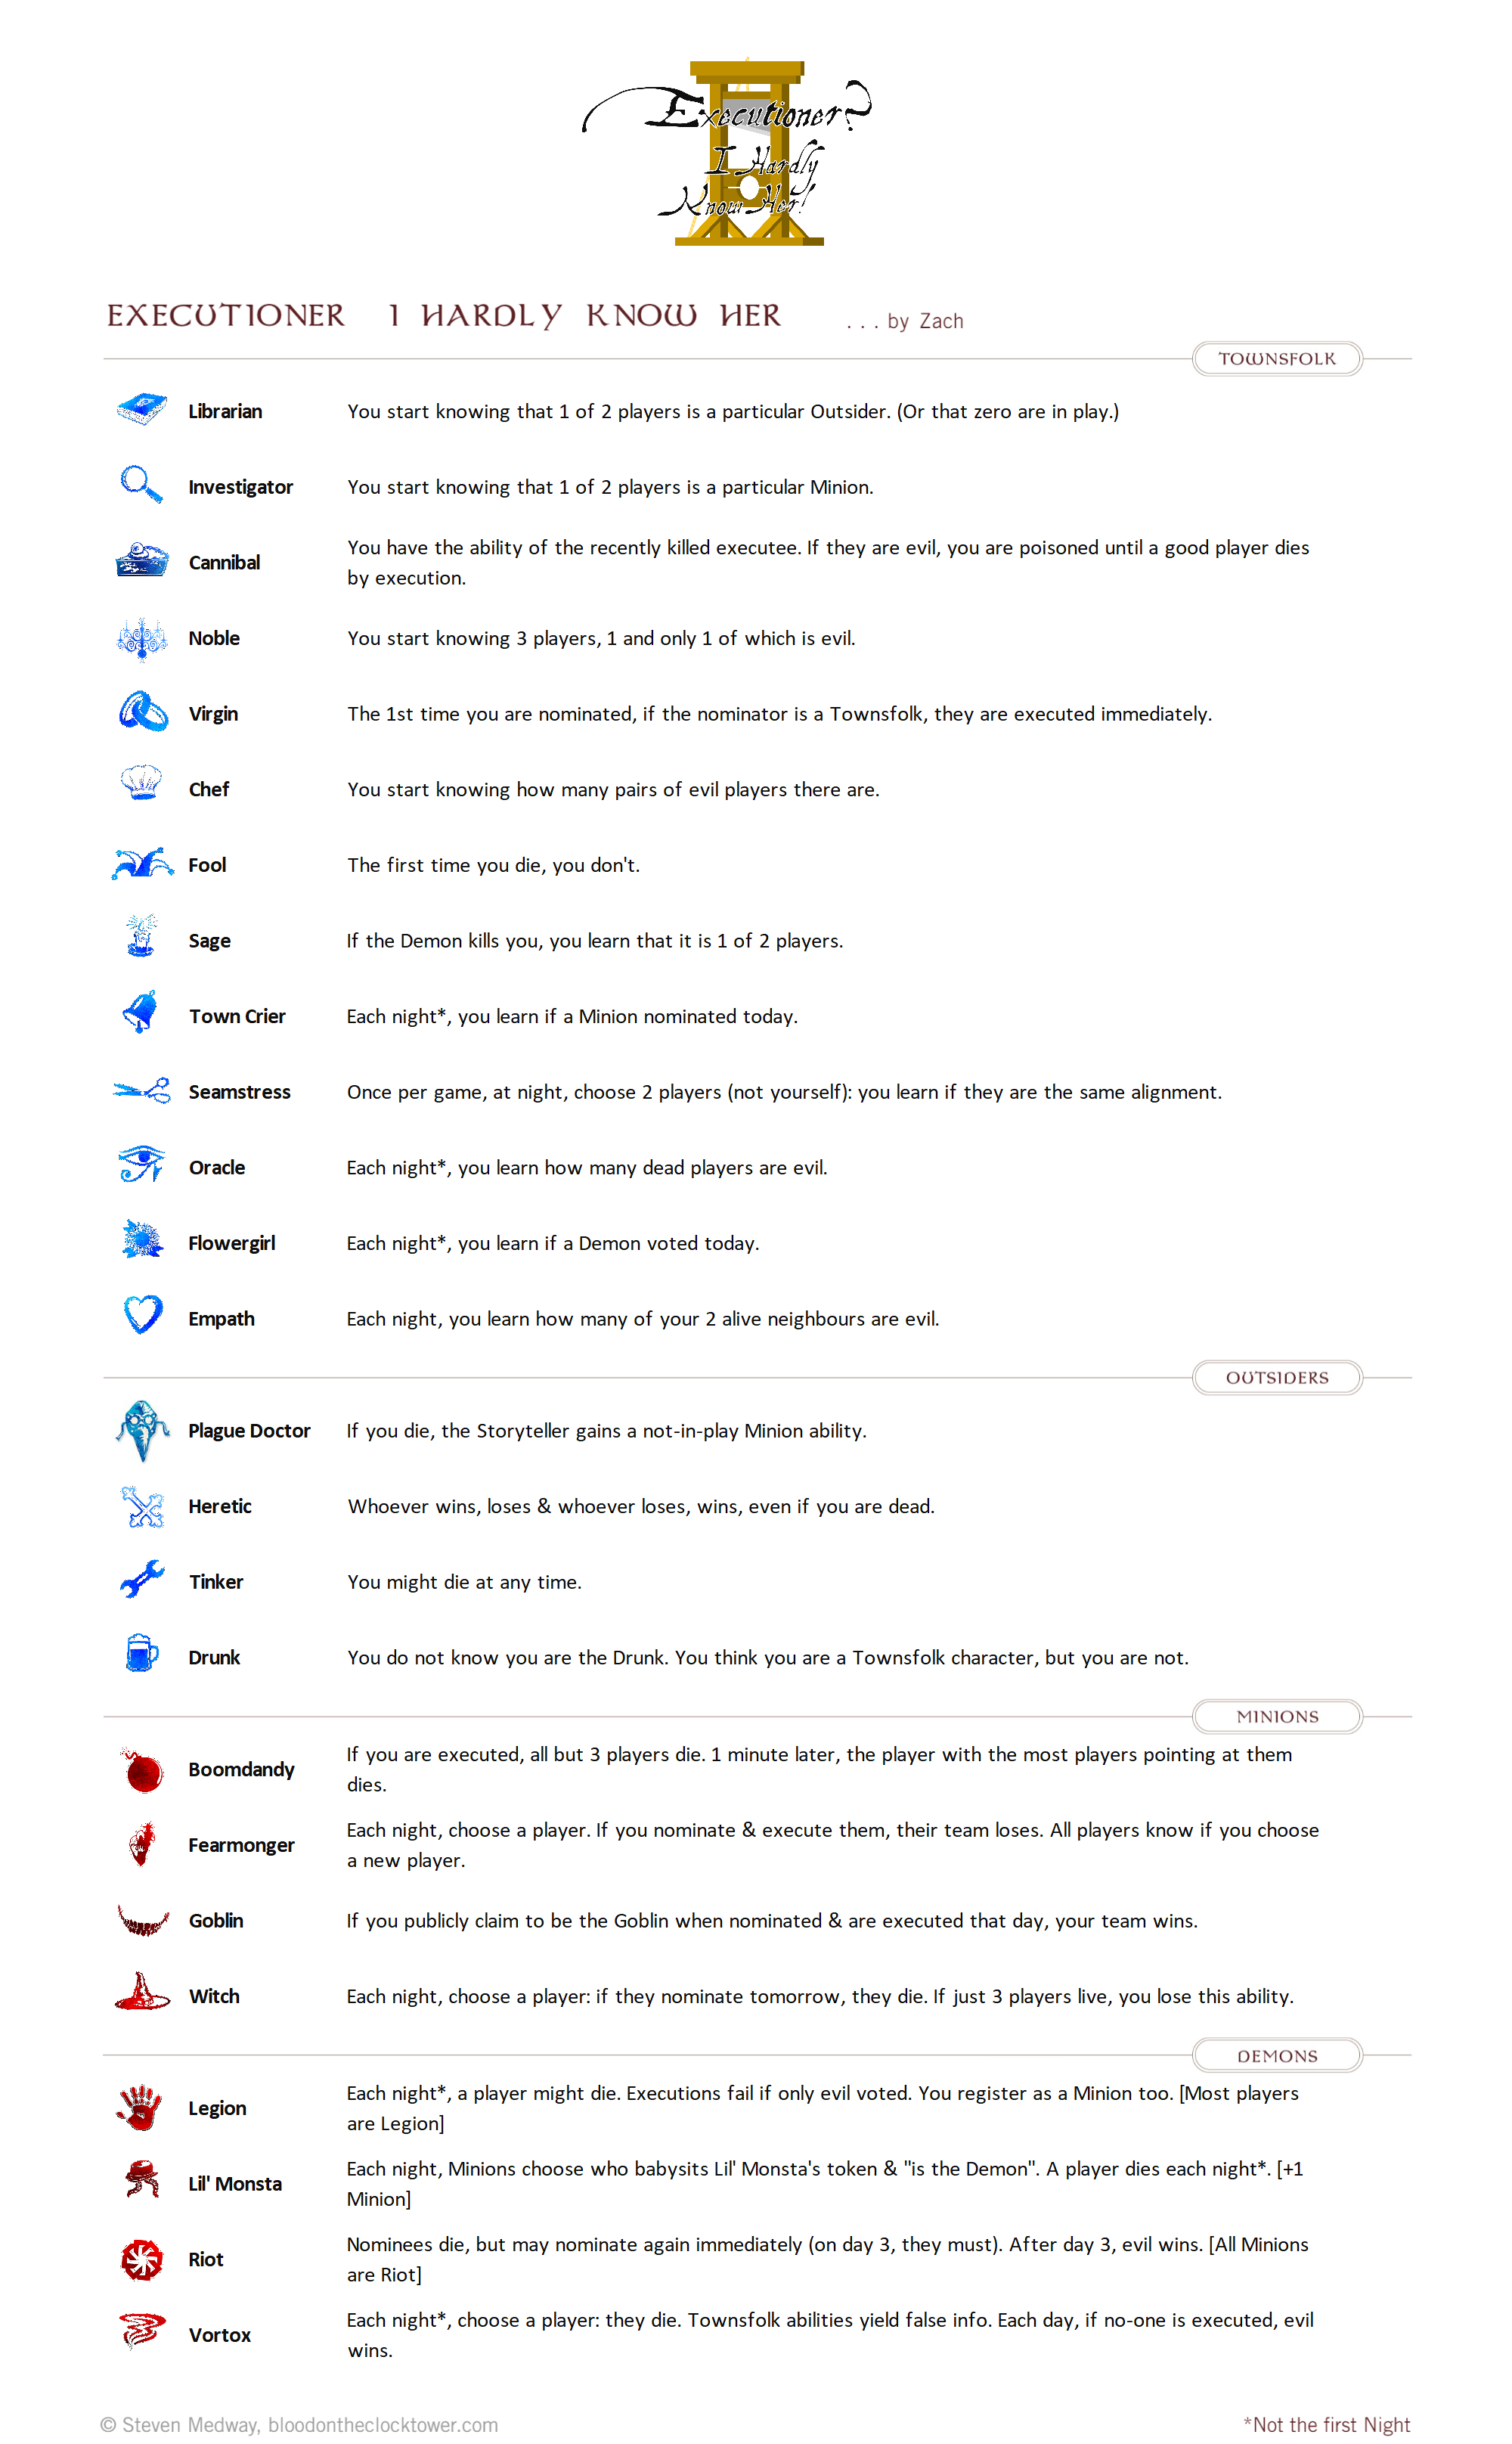 Executioner?
I Hardly
Know Her!
EXECUTIONER I HARDLY KNOW HER ... by Zach
TOWNSFOLK
Librarian You start knowing that 1 of 2 players is a particular Outsider. (Or that zero are in play.)
Investigator You start knowing that 1 of 2 players is a particular Minion.
Cannibal You have the ability of the recently killed executee. If they are evil, you are poisoned until a good player dies
by execution.
Noble You start knowing 3 players, 1 and only 1 of which is evil.
Virgin The 1st time you are nominated, if the nominator is a Townsfolk, they are executed immediately.
Chef You start knowing how many pairs of evil players there are.
Fool The first time you die, you don't.
Sage If the Demon kills you, you learn that it is 1 of 2 players.
Town Crier Each night*, you learn if a Minion nominated today.
Seamstress Once per game, at night, choose 2 players (not yourself): you learn if they are the same alignment.
Oracle Each night*, you learn how many dead players are evil.
Flowergirl Each night*, you learn if a Demon voted today.
Empath Each night, you learn how many of your 2 alive neighbours are evil.
OUTSIDERS
Plague Doctor If you die, the Storyteller gains a not-in-play Minion ability.
Heretic Whoever wins, loses & whoever loses, wins, even if you are dead.
Tinker You might die at any time.
Drunk You do not know you are the Drunk. You think you are a Townsfolk character, but you are not.
MINIONS
Boomdandy If you are executed, all but 3 players die. 1 minute later, the player with the most players pointing at them
dies.
Fearmonger Each night, choose a player. If you nominate & execute them, their team loses. All players know if you choose
a new player.
Goblin If you publicly claim to be the Goblin when nominated & are executed that day, your team wins.
Witch Each night, choose a player: if they nominate tomorrow, they die. If just 3 players live, you lose this ability.
DEMONS
Legion Each night*, a player might die. Executions fail if only evil voted. You register as a Minion too. [Most players
are Legion]
Lil' Monsta Each night, Minions choose who babysits Lil' Monsta's token & "is the Demon". A player dies each night*. [+1
Minion]
Riot Nominees die, but may nominate again immediately (on day 3, they must). After day 3, evil wins. [All Minions
are Riot]
Vortox Each night*, choose a player: they die. Townsfolk abilities yield false info. Each day, if no-one is executed, evil
wins.
© Steven Medway, bloodontheclocktower.com *Not the first Night